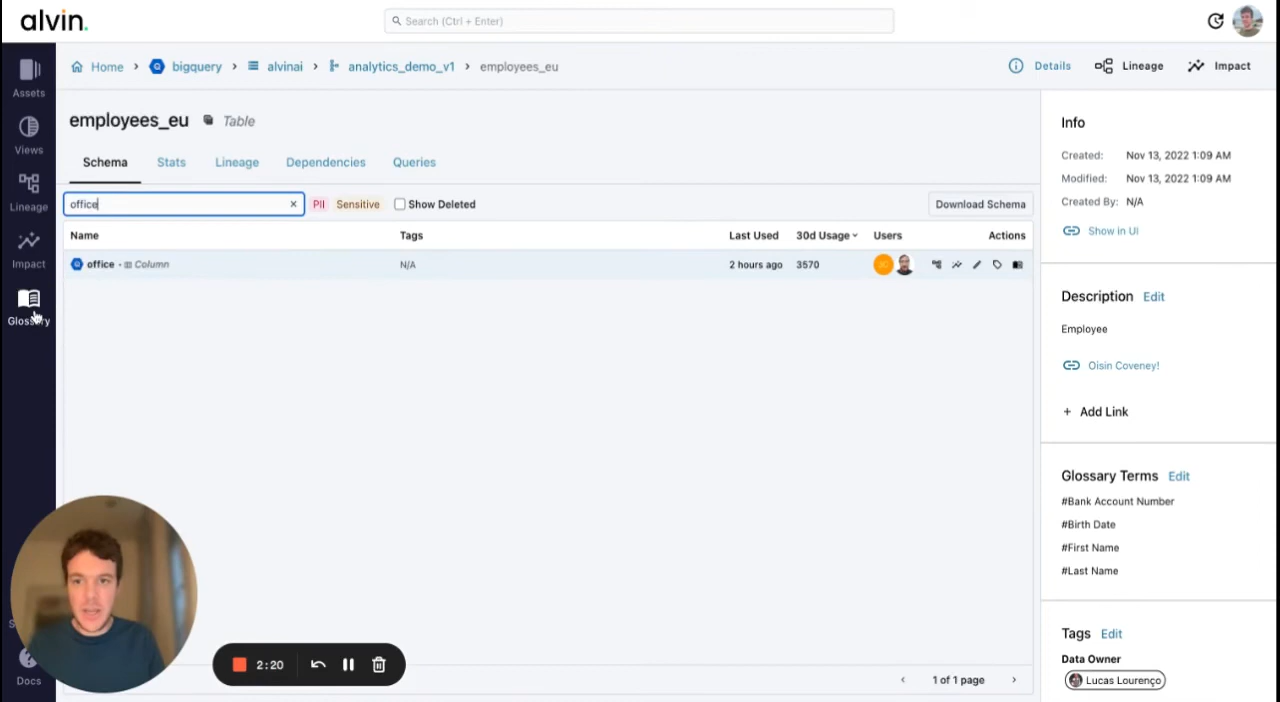 alvin.
Search (Ctrl + Enter)
Assets
Views
Lineage
Impact
Glossary
Docs
Home › bigquery › alvinai › analytics_demo_v1 › employees_eu
Details Lineage Impact
employees_eu Table
Schema Stats Lineage Dependencies Queries
office × PII Sensitive Show Deleted Download Schema
Name Tags Last Used 30d Usage Users Actions
office - Column N/A 2 hours ago 3570
‹ 1 of 1 page ›
2:20
Info
Created: Nov 13, 2022 1:09 AM
Modified: Nov 13, 2022 1:09 AM
Created By: N/A
Show in UI
Description Edit
Employee
Oisin Coveney!
+ Add Link
Glossary Terms Edit
#Bank Account Number
#Birth Date
#First Name
#Last Name
Tags Edit
Data Owner
Lucas Lourenço